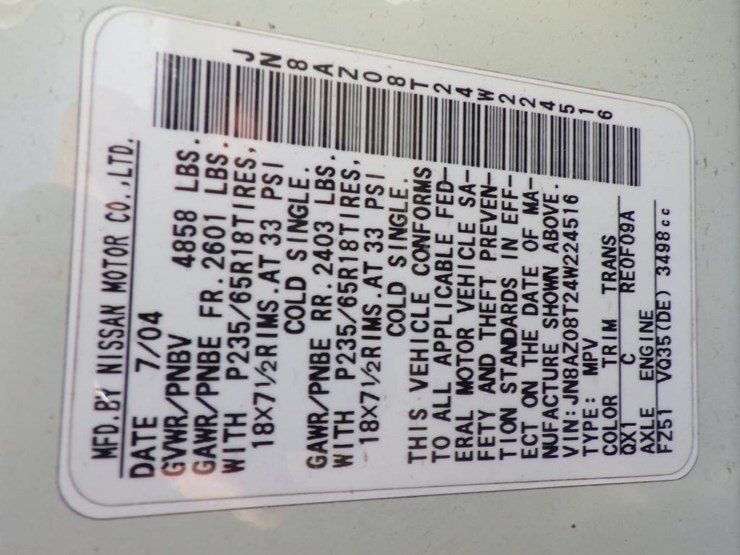 MFD.BY NISSAN MOTOR CO.,LTD.
DATE 7/04
GVWR/PNBV 4858 LBS.
GAWR/PNBE FR. 2601 LBS.
WITH P235/65R18TIRES,
18X7½RIMS.AT 33 PSI
COLD SINGLE.
GAWR/PNBE RR. 2403 LBS.
WITH P235/65R18TIRES,
18X7½RIMS.AT 33 PSI
COLD SINGLE.
THIS VEHICLE CONFORMS
TO ALL APPLICABLE FED-
ERAL MOTOR VEHICLE SA-
FETY AND THEFT PREVEN-
TION STANDARDS IN EFF-
ECT ON THE DATE OF MA-
NUFACTURE SHOWN ABOVE.
VIN: JN8AZ08T24W224516
TYPE: MPV
COLOR TRIM TRANS
QX1 C RE0F09A
AXLE ENGINE
FZ51 VQ35(DE) 3498cc
JN8AZ08T24W224516